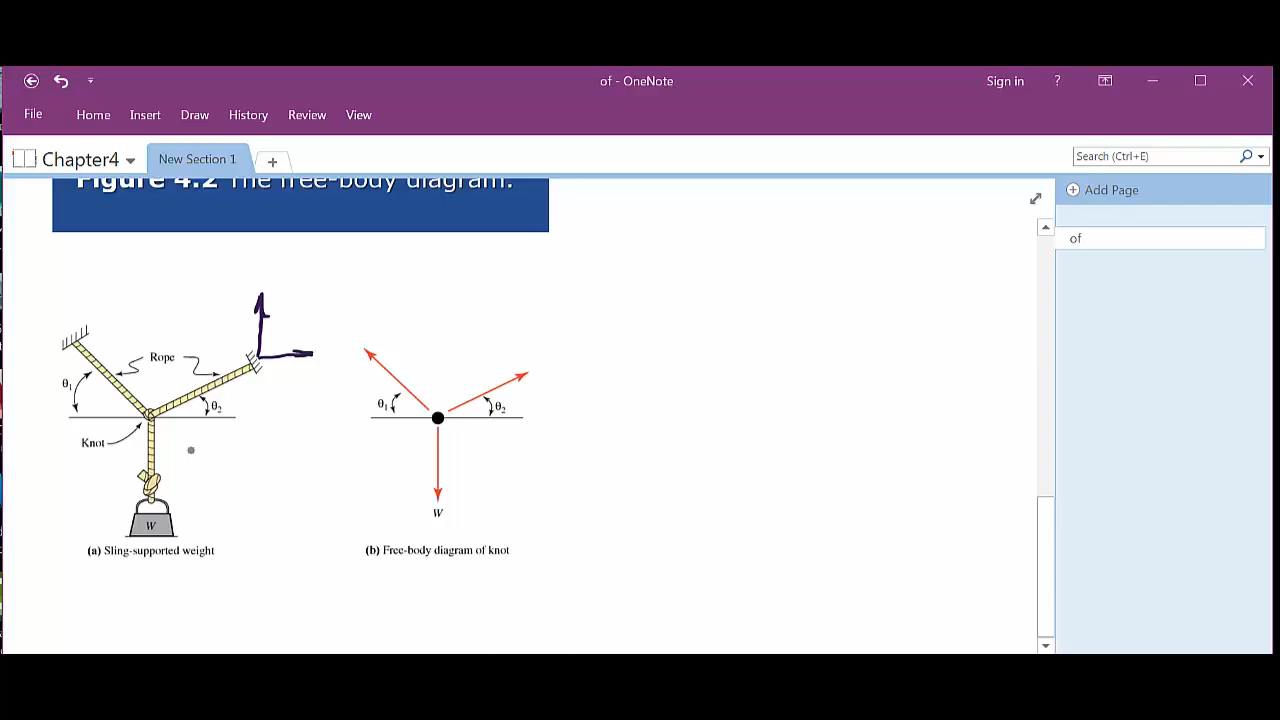 of - OneNote
Sign in
?
File
Home
Insert
Draw
History
Review
View
Chapter4
New Section 1
+
Search (Ctrl+E)
Add Page
of
Figure 4.2 The free-body diagram.
Rope
θ1
θ2
Knot
W
(a) Sling-supported weight
θ1
θ2
W
(b) Free-body diagram of knot